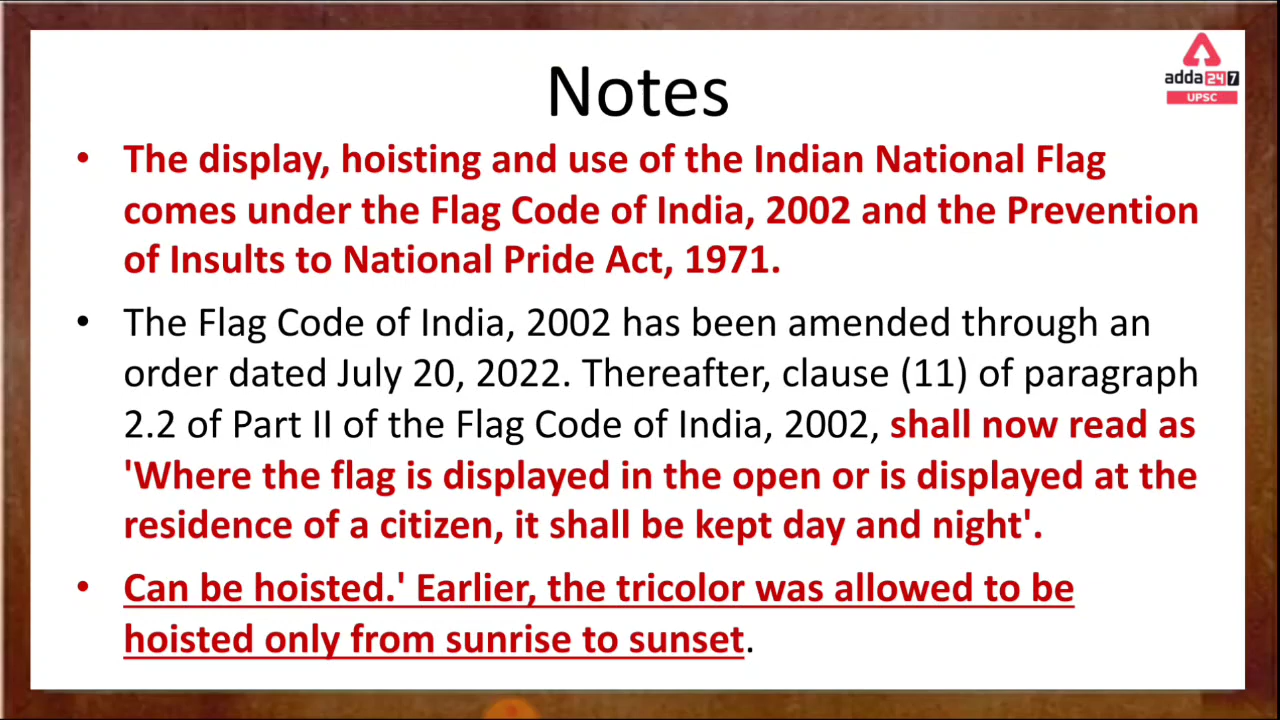 Notes
adda 24 7
UPSC
• The display, hoisting and use of the Indian National Flag
comes under the Flag Code of India, 2002 and the Prevention
of Insults to National Pride Act, 1971.
• The Flag Code of India, 2002 has been amended through an
order dated July 20, 2022. Thereafter, clause (11) of paragraph
2.2 of Part II of the Flag Code of India, 2002, shall now read as
'Where the flag is displayed in the open or is displayed at the
residence of a citizen, it shall be kept day and night'.
• Can be hoisted.' Earlier, the tricolor was allowed to be
hoisted only from sunrise to sunset.